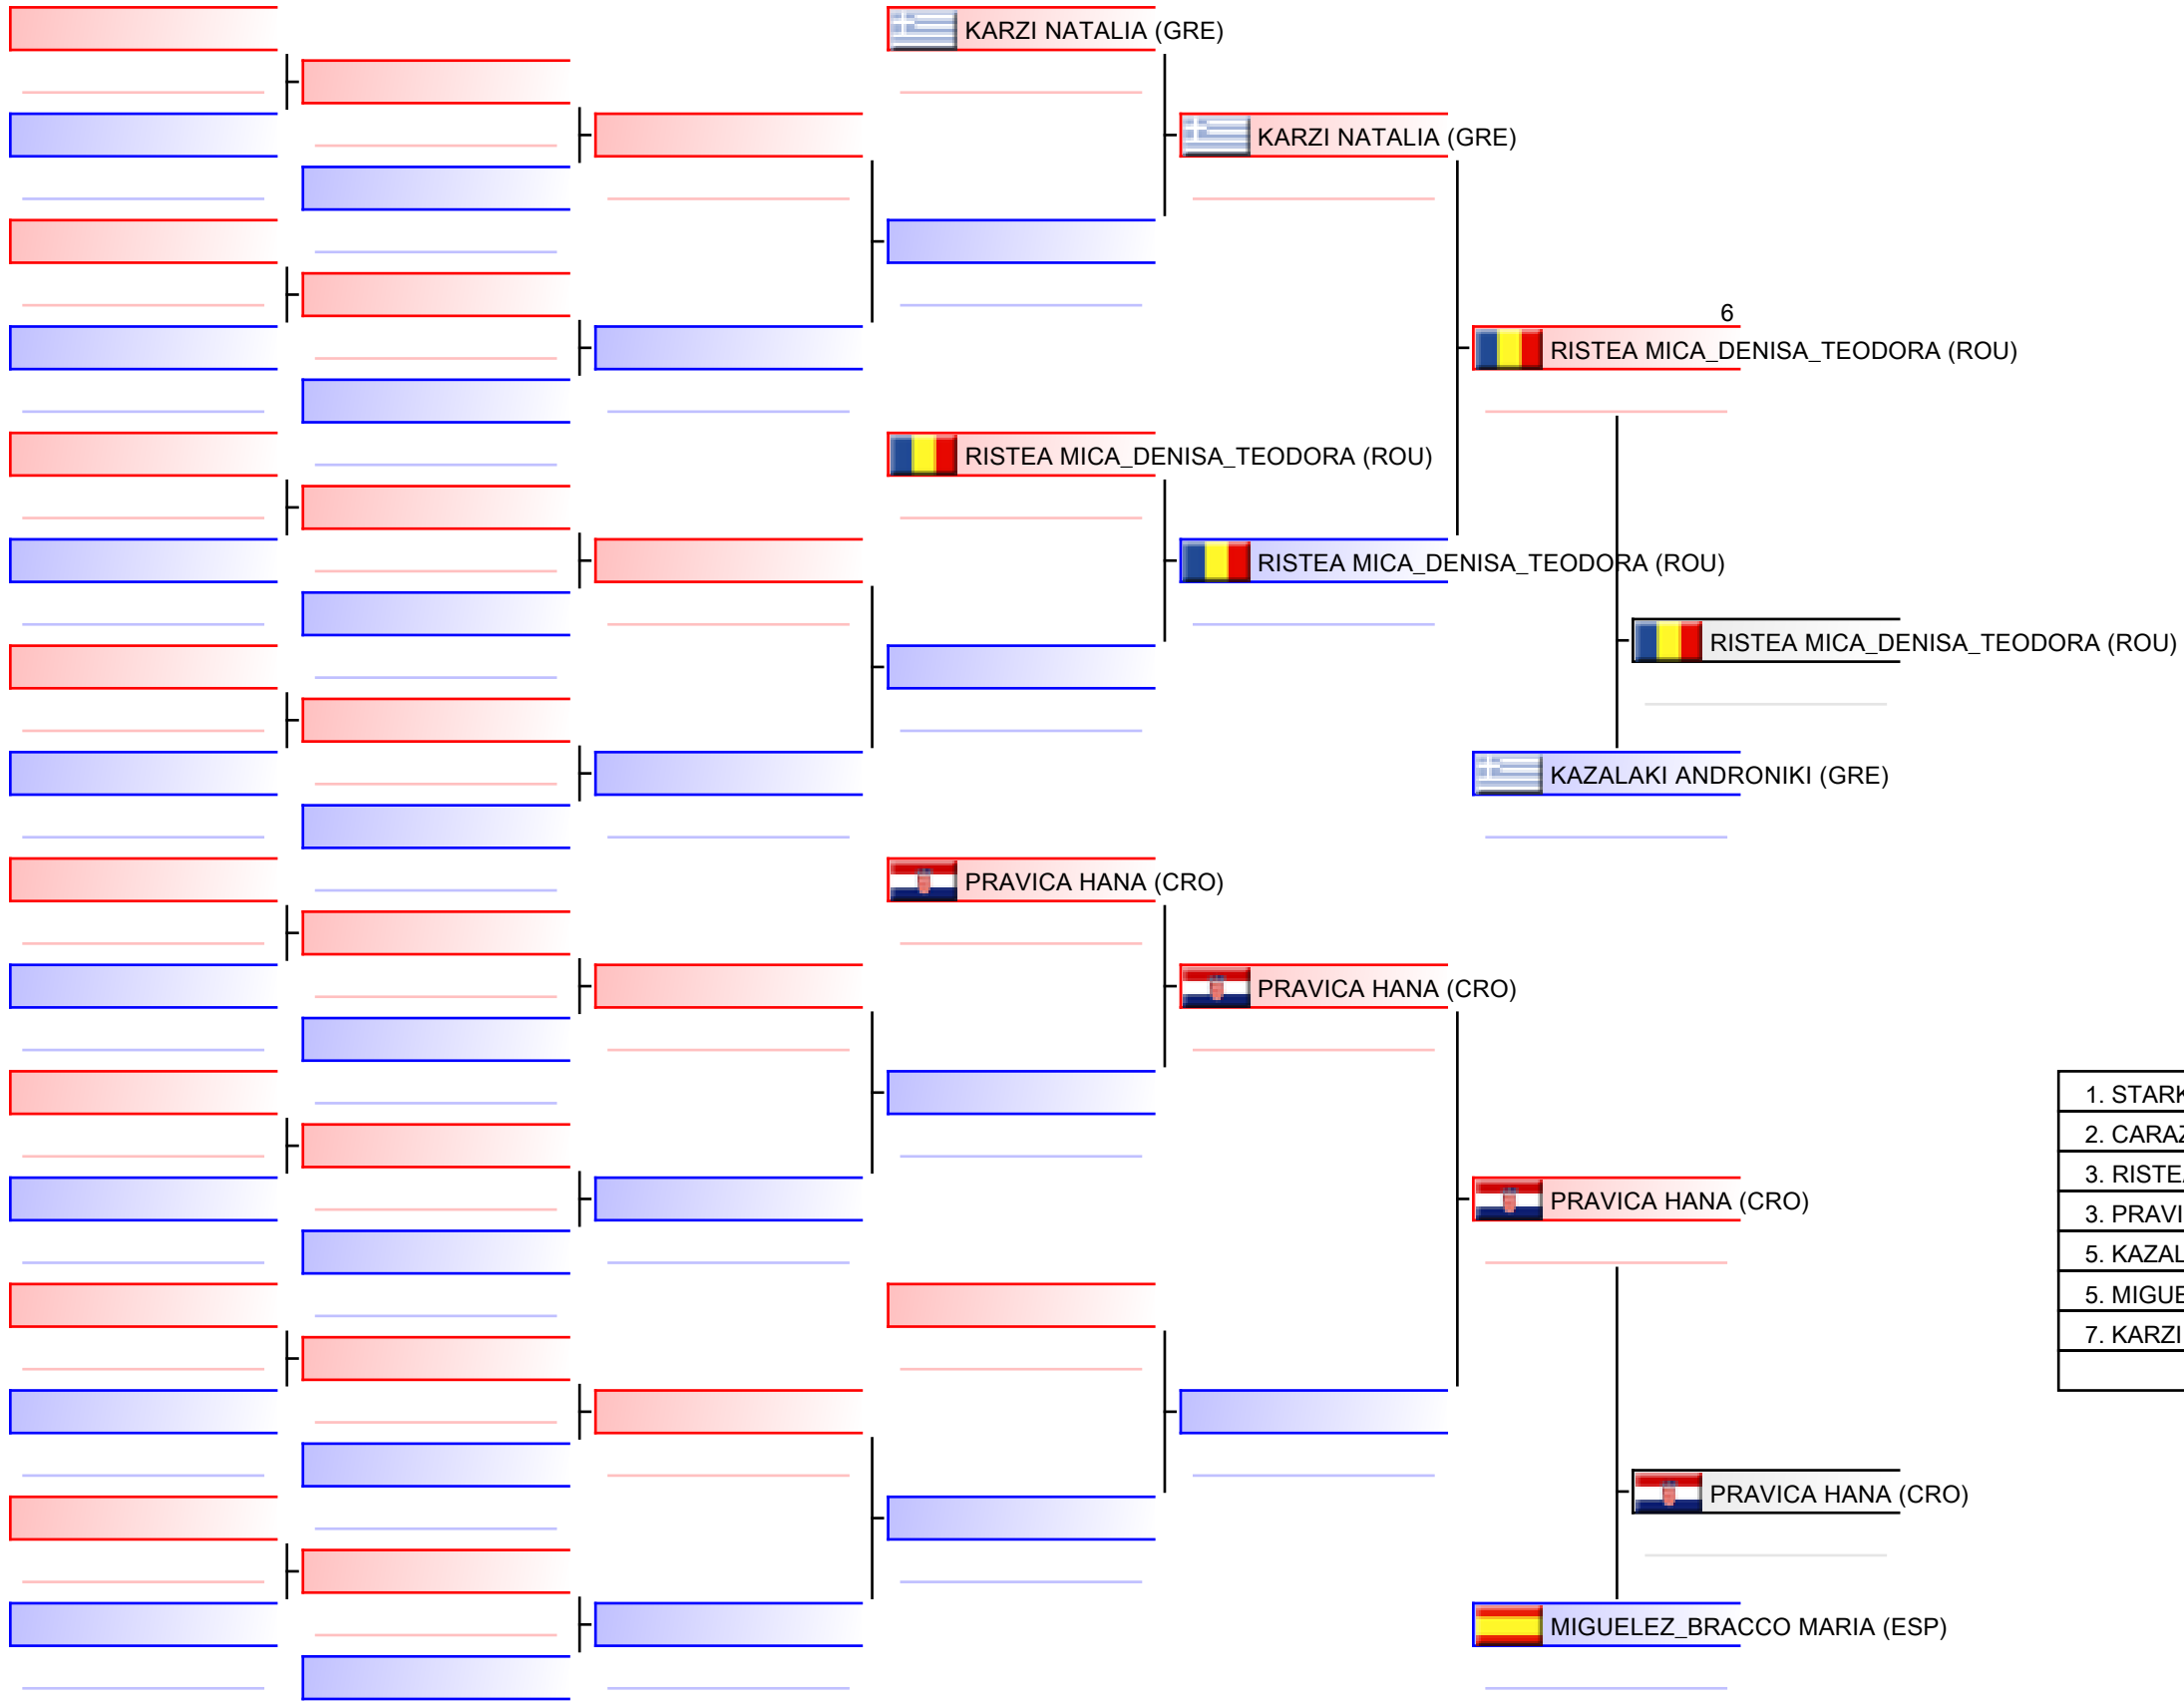 KARZI NATALIA (GRE)
KARZI NATALIA (GRE)
6
RISTEA MICA_DENISA_TEODORA (ROU)
RISTEA MICA_DENISA_TEODORA (ROU)
RISTEA MICA_DENISA_TEODORA (ROU)
RISTEA MICA_DENISA_TEODORA (ROU)
KAZALAKI ANDRONIKI (GRE)
PRAVICA HANA (CRO)
PRAVICA HANA (CRO)
PRAVICA HANA (CRO)
PRAVICA HANA (CRO)
MIGUELEZ_BRACCO MARIA (ESP)
1. STARK
2. CARAZ
3. RISTEA
3. PRAVI
5. KAZAL
5. MIGUE
7. KARZI